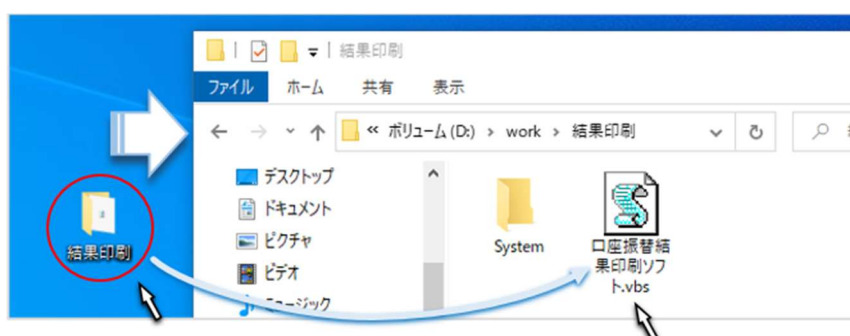 結果印刷
ファイル ホーム 共有 表示
« ボリューム (D:) › work › 結果印刷
デスクトップ
ドキュメント
ピクチャ
ビデオ
ミュージック
System
口座振替結
果印刷ソフ
ト.vbs
結果印刷